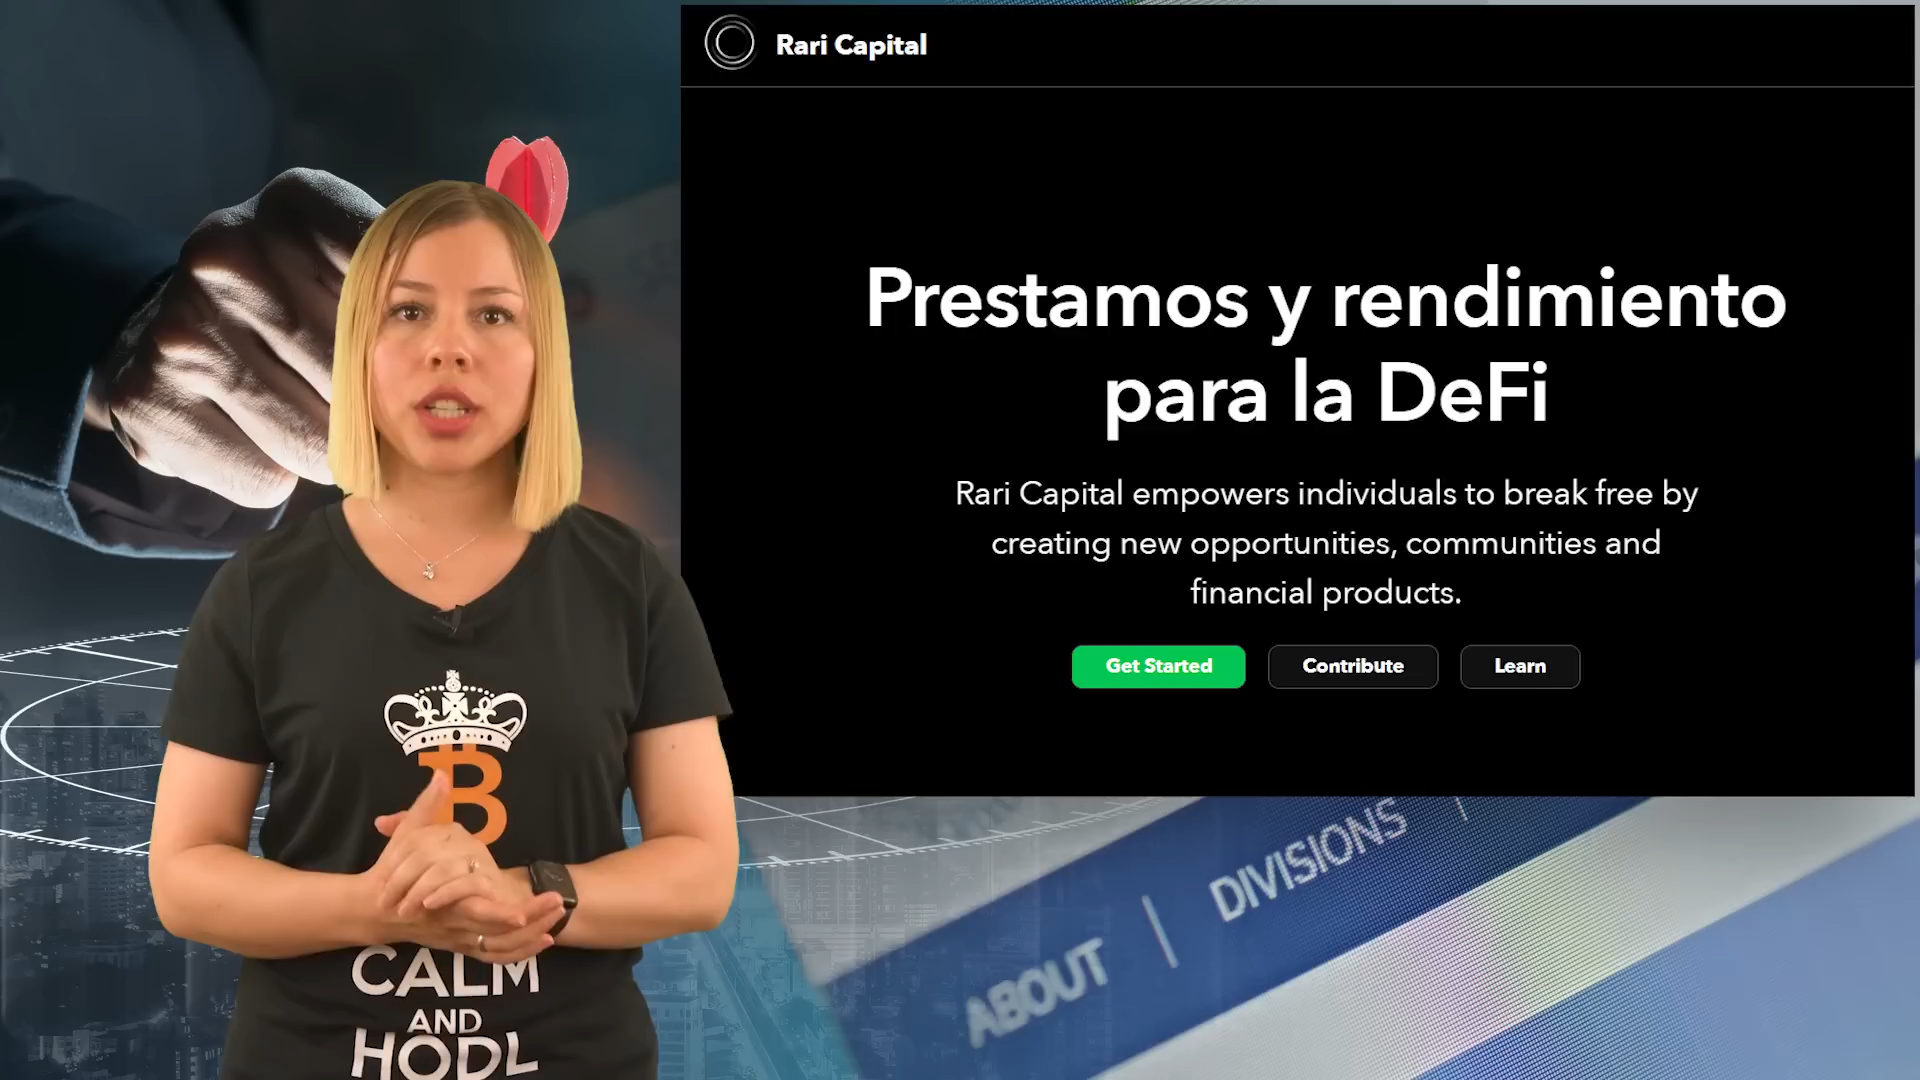 Rari Capital
Prestamos y rendimiento
para la DeFi
Rari Capital empowers individuals to break free by
creating new opportunities, communities and
financial products.
Get Started
Contribute
Learn
B
CALM
AND
HODL
ABOUT | DIVISIONS |